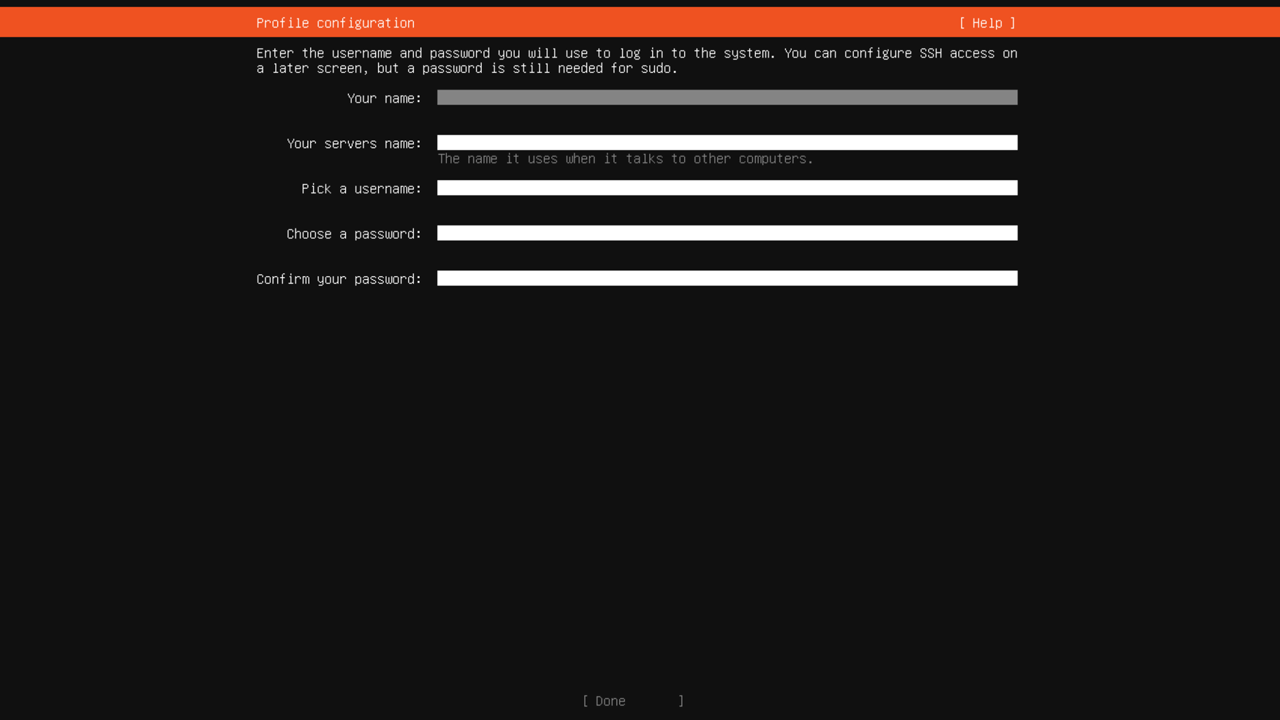 Profile configuration [ Help ]
Enter the username and password you will use to log in to the system. You can configure SSH access on
a later screen, but a password is still needed for sudo.
Your name:
Your servers name:
The name it uses when it talks to other computers.
Pick a username:
Choose a password:
Confirm your password:
[ Done ]